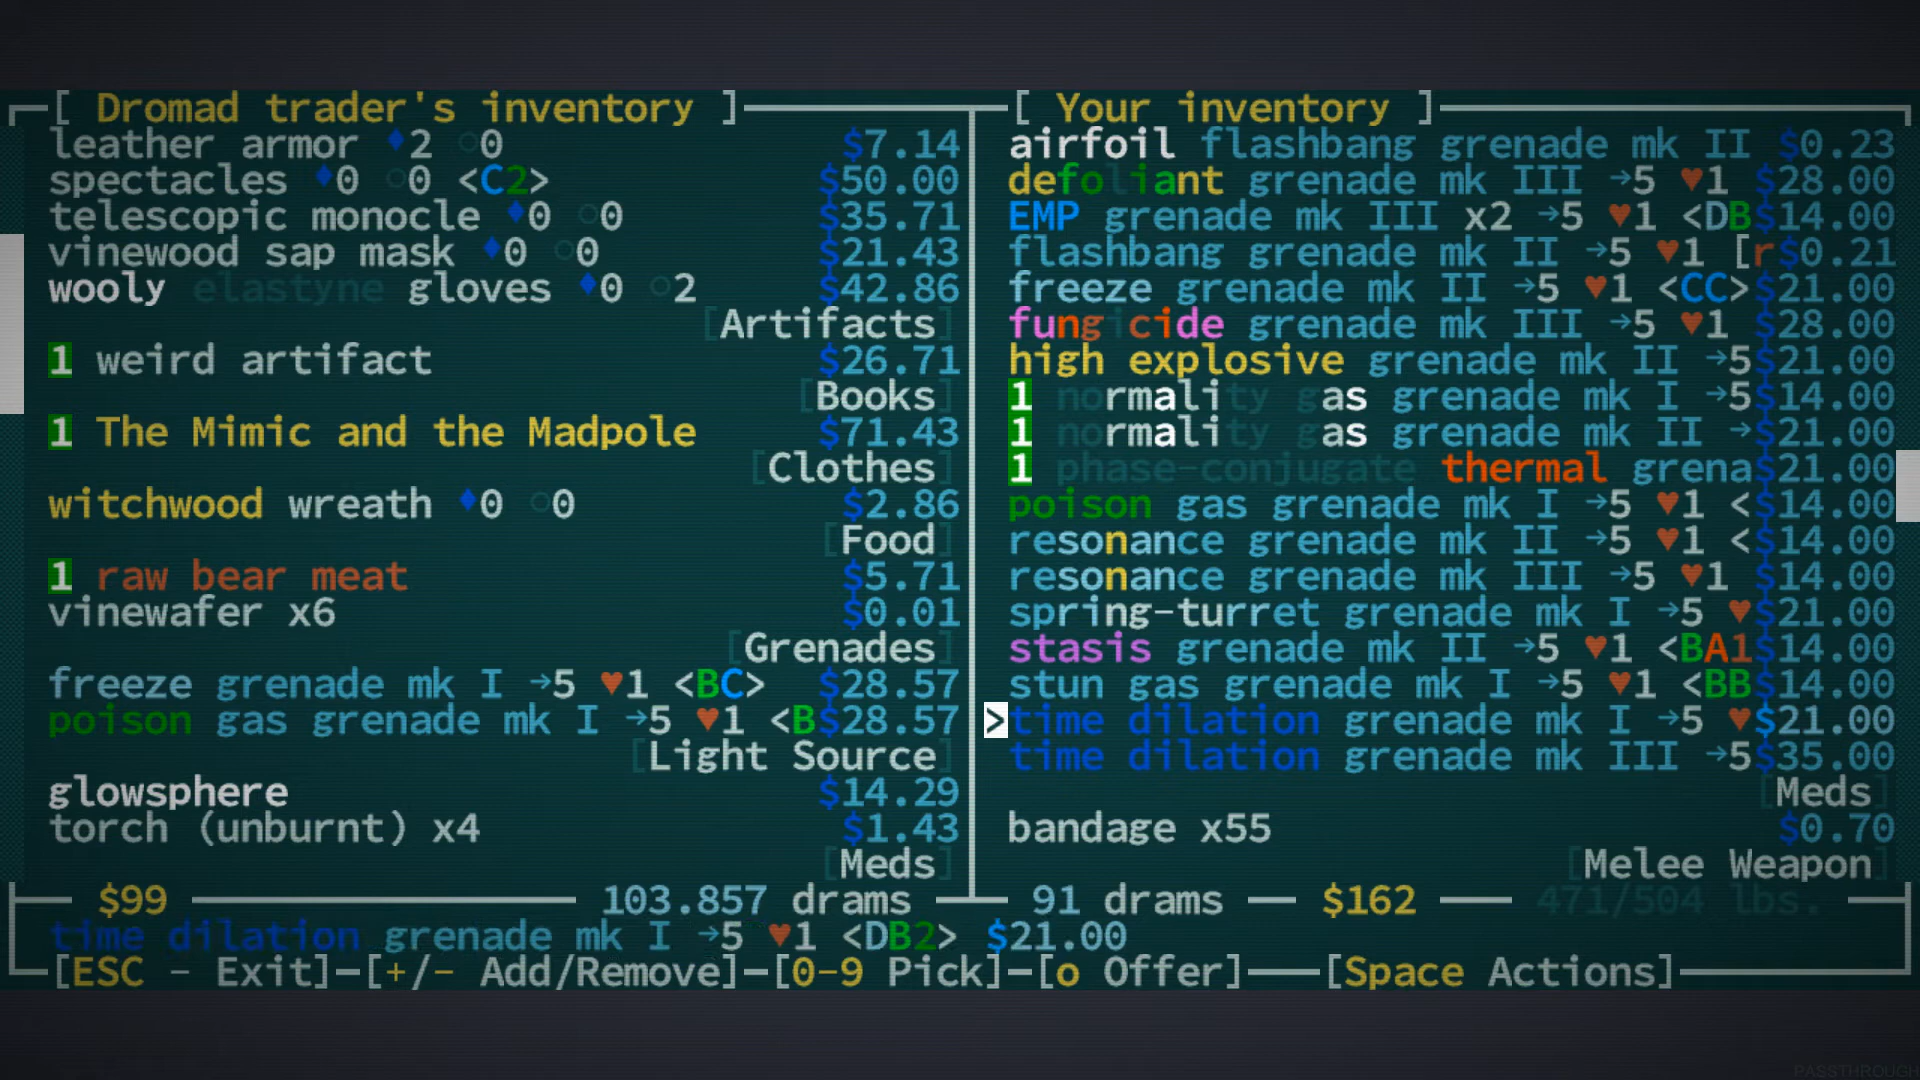 [ Dromad trader's inventory ]
leather armor ♦2 ○0 $7.14
spectacles ♦0 ○0 <C2> $50.00
telescopic monocle ♦0 ○0 $35.71
vinewood sap mask ♦0 ○0 $21.43
wooly elastyne gloves ♦0 ○2 $42.86
[Artifacts]
1 weird artifact $26.71
[Books]
1 The Mimic and the Madpole $71.43
[Clothes]
witchwood wreath ♦0 ○0 $2.86
[Food]
1 raw bear meat $5.71
vinewafer x6 $0.01
[Grenades]
freeze grenade mk I →5 ♥1 <BC> $28.57
poison gas grenade mk I →5 ♥1 <B$28.57
[Light Source]
glowsphere $14.29
torch (unburnt) x4 $1.43
[Meds]
$99 103.857 drams
[ Your inventory ]
airfoil flashbang grenade mk II $0.23
defoliant grenade mk III →5 ♥1 $28.00
EMP grenade mk III x2 →5 ♥1 <DB$14.00
flashbang grenade mk II →5 ♥1 [r$0.21
freeze grenade mk II →5 ♥1 <CC>$21.00
fungicide grenade mk III →5 ♥1 $28.00
high explosive grenade mk II →5$21.00
1 normality gas grenade mk I →5$14.00
1 normality gas grenade mk II →$21.00
1 phase-conjugate thermal grena$21.00
poison gas grenade mk I →5 ♥1 <$14.00
resonance grenade mk II →5 ♥1 <$14.00
resonance grenade mk III →5 ♥1 $14.00
spring-turret grenade mk I →5 ♥$21.00
stasis grenade mk II →5 ♥1 <BA1$14.00
stun gas grenade mk I →5 ♥1 <BB$14.00
>time dilation grenade mk I →5 ♥$21.00
time dilation grenade mk III →5$35.00
[Meds]
bandage x55 $0.70
[Melee Weapon]
91 drams — $162 — 471/504 lbs.
time dilation grenade mk I →5 ♥1 <DB2> $21.00
[ESC - Exit]—[+/- Add/Remove]—[0-9 Pick]—[o Offer]—[Space Actions]
PASSTHROUGH